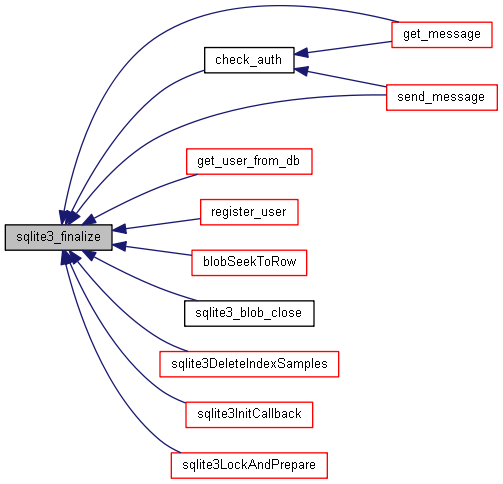 get_message
check_auth
send_message
get_user_from_db
register_user
sqlite3_finalize
blobSeekToRow
sqlite3_blob_close
sqlite3DeleteIndexSamples
sqlite3InitCallback
sqlite3LockAndPrepare